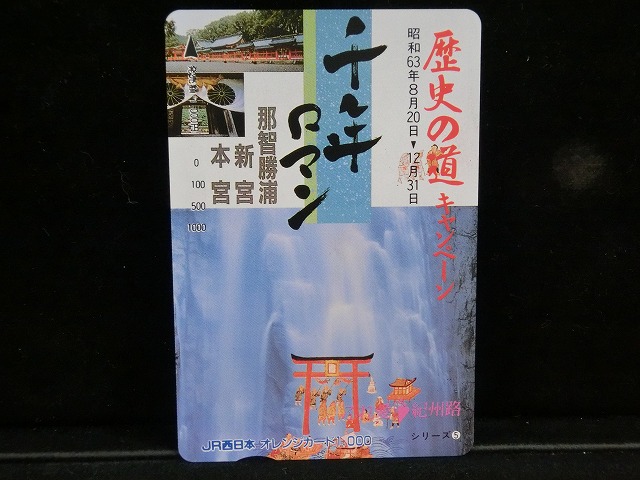 歴史の道キャンペーン
昭和63年8月20日▼12月31日
千年
ロマン
那智勝浦
新宮
本宮
0
100
500
1000
紀州路
JR西日本 オレンジカード1,000
シリーズ⑤